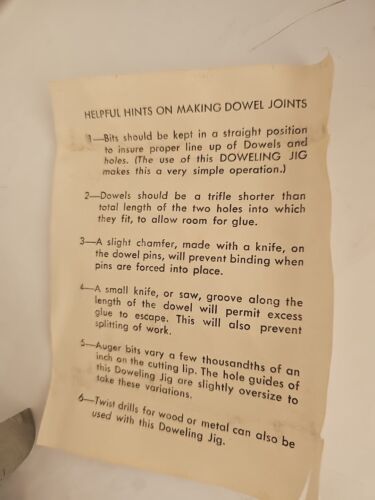 HELPFUL HINTS ON MAKING DOWEL JOINTS
1—Bits should be kept in a straight position
to insure proper line up of Dowels and
holes. (The use of this DOWELING JIG
makes this a very simple operation.)
2—Dowels should be a trifle shorter than
total length of the two holes into which
they fit, to allow room for glue.
3—A slight chamfer, made with a knife, on
the dowel pins, will prevent binding when
pins are forced into place.
4—A small knife, or saw, groove along the
length of the dowel will permit excess
glue to escape. This will also prevent
splitting of work.
5—Auger bits vary a few thousandths of an
inch on the cutting lip. The hole guides of
this Doweling Jig are slightly oversize to
take these variations.
6—Twist drills for wood or metal can also be
used with this Doweling Jig.